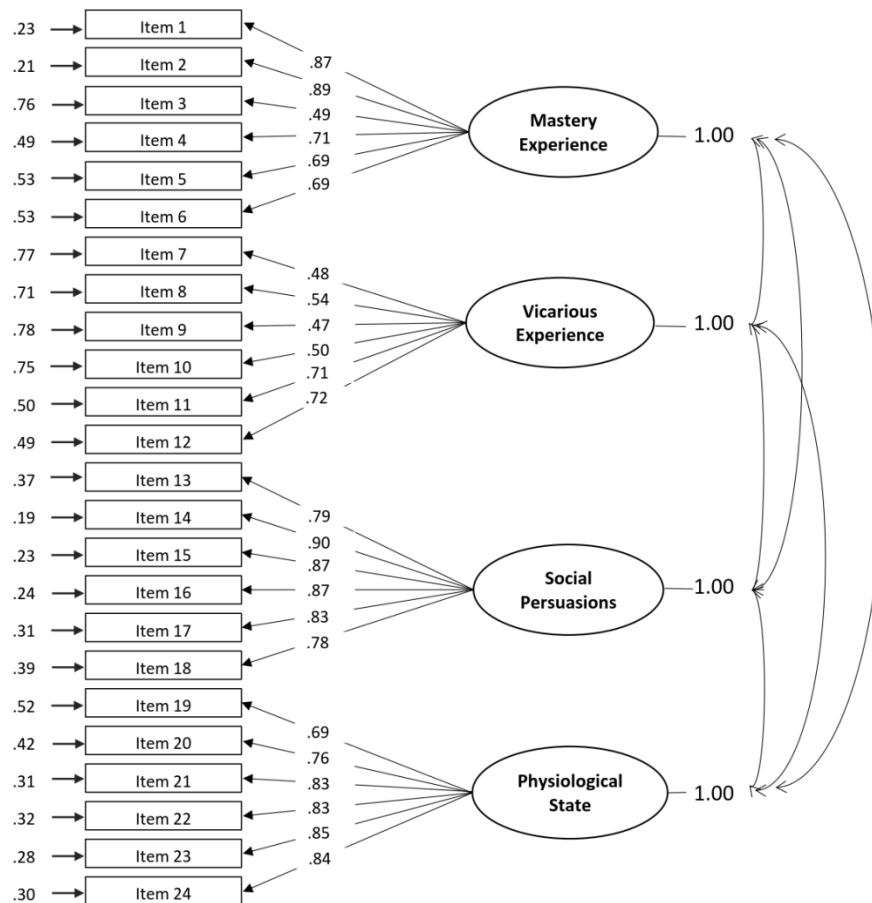 .23 Item 1
.21 Item 2
.76 Item 3
.49 Item 4
.53 Item 5
.53 Item 6
.77 Item 7
.71 Item 8
.78 Item 9
.75 Item 10
.50 Item 11
.49 Item 12
.37 Item 13
.19 Item 14
.23 Item 15
.24 Item 16
.31 Item 17
.39 Item 18
.52 Item 19
.42 Item 20
.31 Item 21
.32 Item 22
.28 Item 23
.30 Item 24
.87
.89
.49
.71
.69
.69
Mastery
Experience
1.00
.48
.54
.47
.50
.71
.72
Vicarious
Experience
1.00
.79
.90
.87
.87
.83
.78
Social
Persuasions
1.00
.69
.76
.83
.83
.85
.84
Physiological
State
1.00